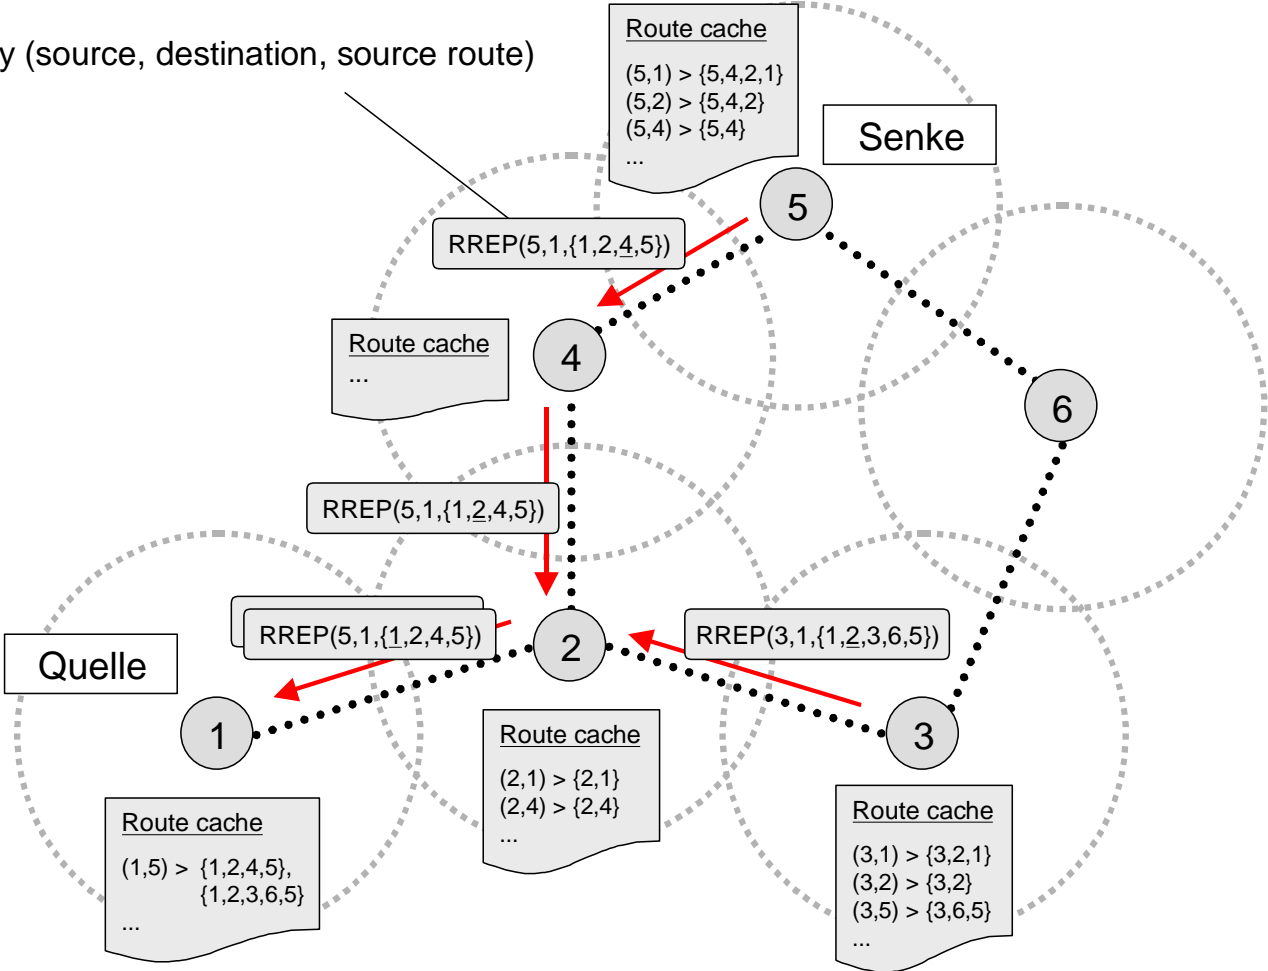 y (source, destination, source route)
Route cache
(5,1) > {5,4,2,1}
(5,2) > {5,4,2}
(5,4) > {5,4}
...
Senke
5
RREP(5,1,{1,2,4,5})
Route cache
...
4
6
RREP(5,1,{1,2,4,5})
RREP(5,1,{1,2,4,5})
2
RREP(3,1,{1,2,3,6,5})
Quelle
1
3
Route cache
(2,1) > {2,1}
(2,4) > {2,4}
...
Route cache
(1,5) > {1,2,4,5},
{1,2,3,6,5}
...
Route cache
(3,1) > {3,2,1}
(3,2) > {3,2}
(3,5) > {3,6,5}
...